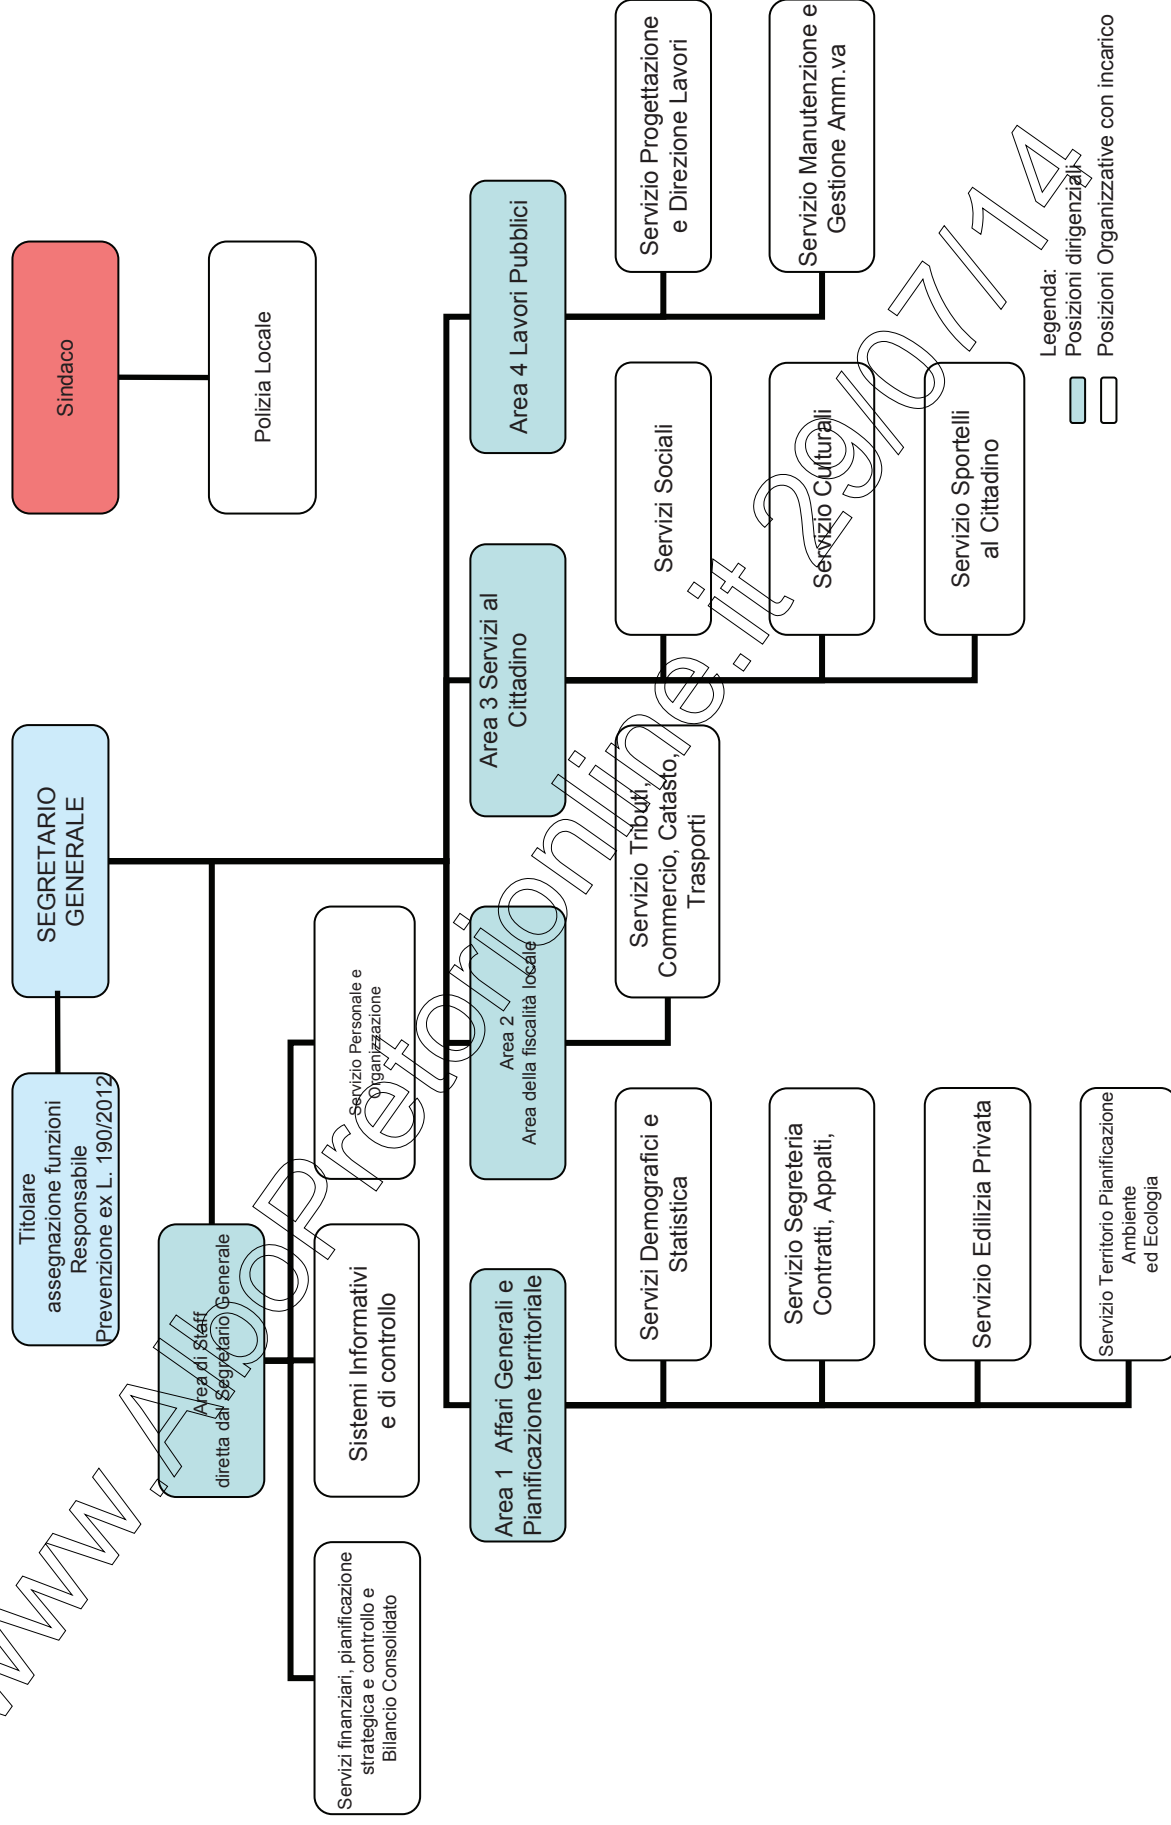 Titolare
assegnazione funzioni
Responsabile
Prevenzione ex L. 190/2012
SEGRETARIO
GENERALE
Sindaco
Polizia Locale
Area di Staff
diretta dal Segretario Generale
Servizi finanziari, pianificazione
strategica e controllo e
Bilancio Consolidato
Sistemi Informativi
e di controllo
Servizio Personale e
Organizzazione
Area 1 Affari Generali e
Pianificazione territoriale
Area 2
Area della fiscalità locale
Area 3 Servizi al
Cittadino
Area 4 Lavori Pubblici
Servizi Demografici e
Statistica
Servizio Segreteria
Contratti, Appalti,
Servizio Edilizia Privata
Servizio Territorio Pianificazione
Ambiente
ed Ecologia
Servizio Tributi,
Commercio, Catasto,
Trasporti
Servizi Sociali
Servizio Culturali
Servizio Sportelli
al Cittadino
Servizio Progettazione
e Direzione Lavori
Servizio Manutenzione e
Gestione Amm.va
Legenda:
Posizioni dirigenziali
Posizioni Organizzative con incarico
www.AlboPretorionline.it 29/07/14